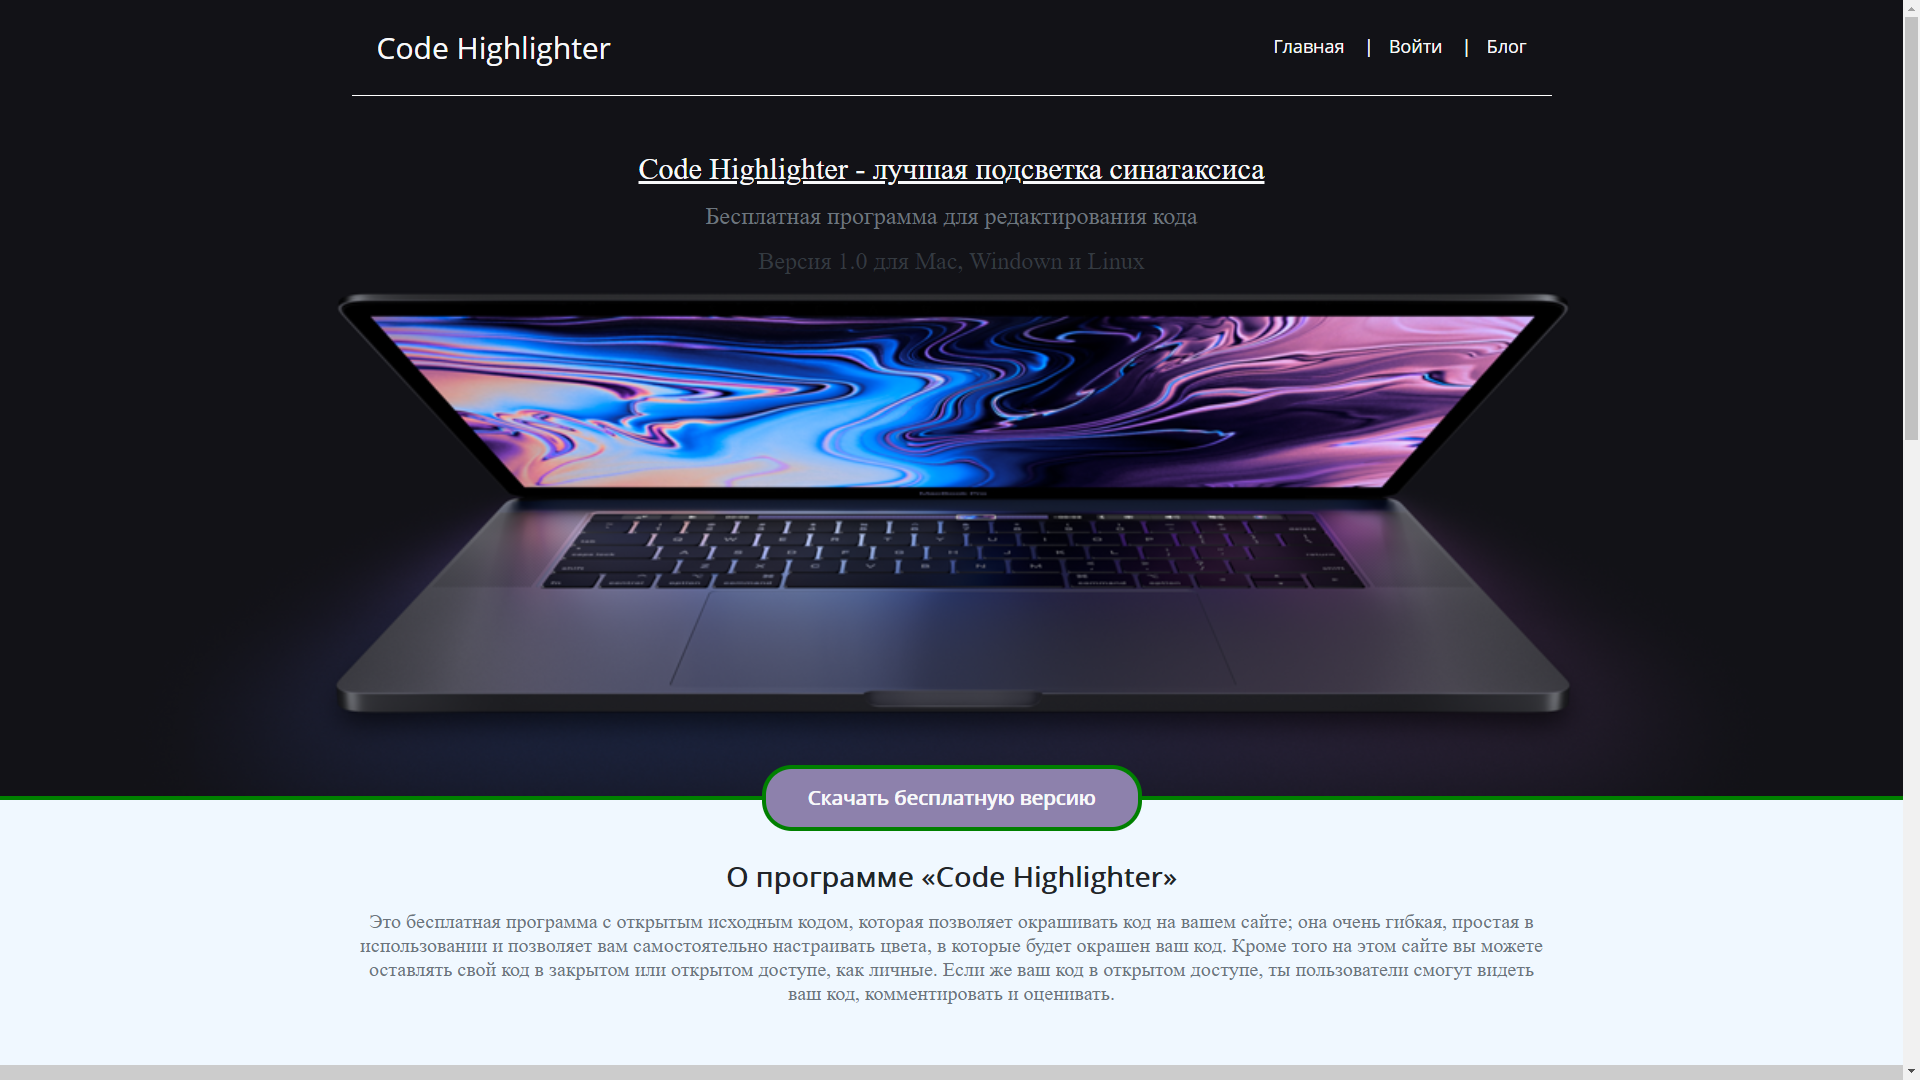 Code Highlighter
Главная | Войти | Блог
Code Highlighter - лучшая подсветка синатаксиса
Бесплатная программа для редактирования кода
Версия 1.0 для Mac, Windown и Linux
MacBook Pro
Скачать бесплатную версию
О программе «Code Highlighter»
Это бесплатная программа с открытым исходным кодом, которая позволяет окрашивать код на вашем сайте; она очень гибкая, простая в
использовании и позволяет вам самостоятельно настраивать цвета, в которые будет окрашен ваш код. Кроме того на этом сайте вы можете
оставлять свой код в закрытом или открытом доступе, как личные. Если же ваш код в открытом доступе, ты пользователи смогут видеть
ваш код, комментировать и оценивать.